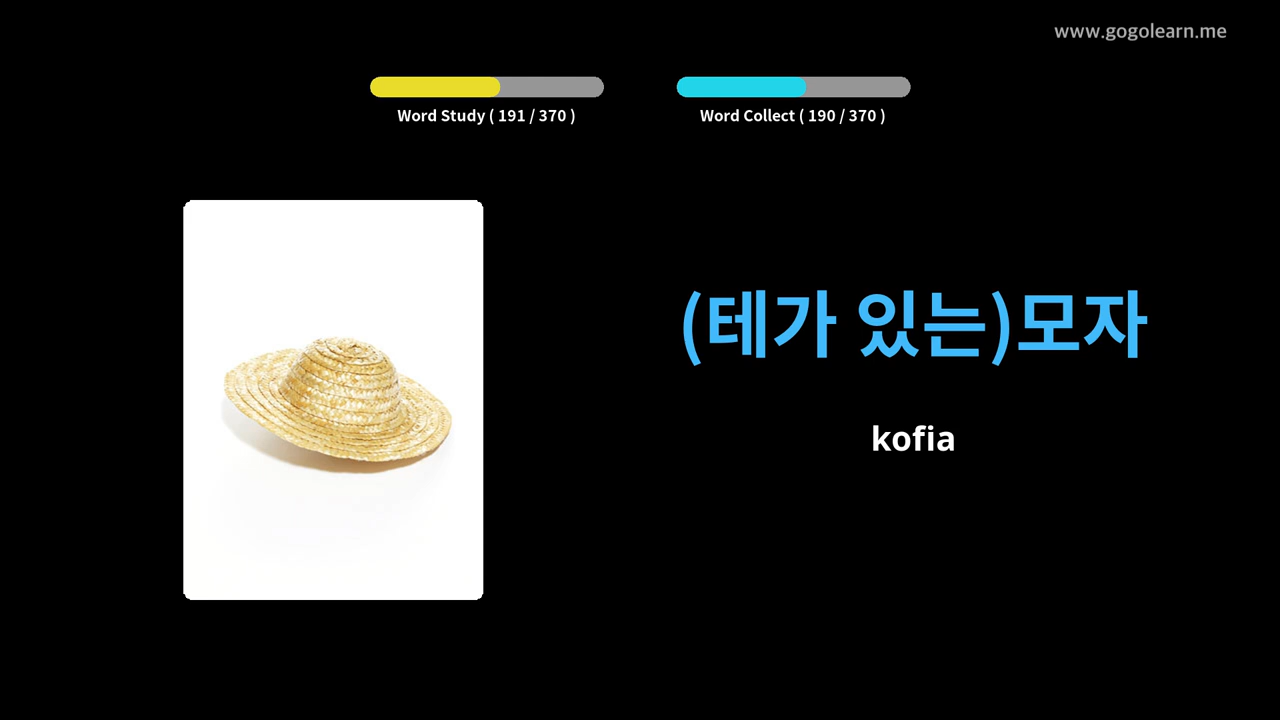 www.gogolearn.me
Word Study ( 191 / 370 )
Word Collect ( 190 / 370 )
(테가 있는)모자
kofia